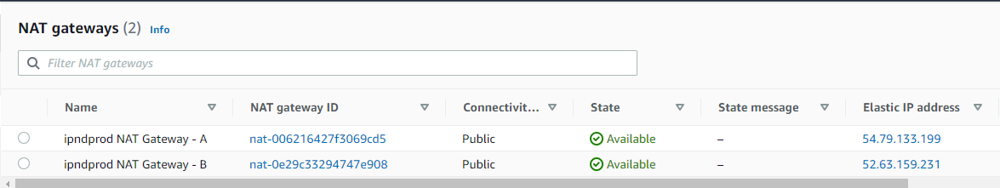 NAT gateways (2) Info
Filter NAT gateways
Name NAT gateway ID Connectivit... State State message Elastic IP address
ipndprod NAT Gateway - A nat-006216427f3069cd5 Public Available – 54.79.133.199
ipndprod NAT Gateway - B nat-0e29c33294747e908 Public Available – 52.63.159.231